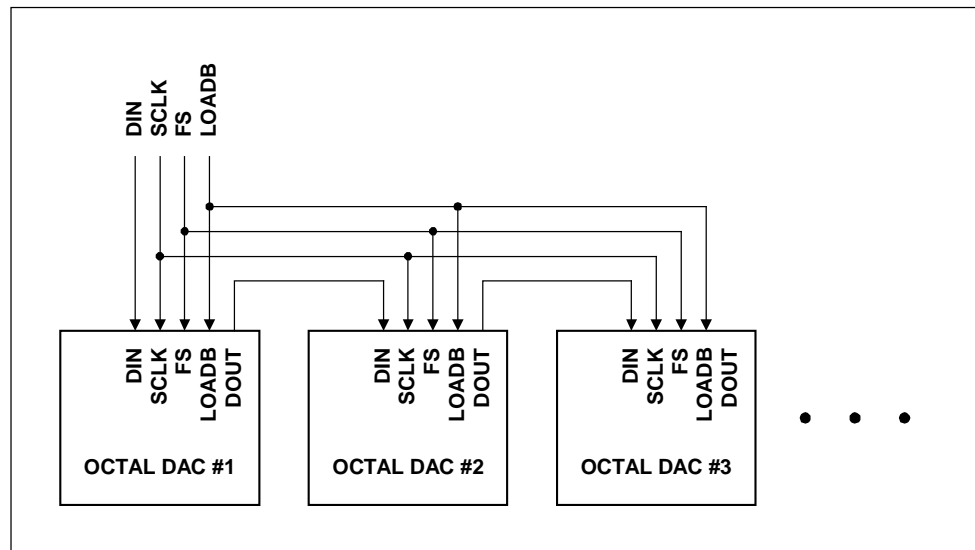 DIN
SCLK
FS
LOADB
DIN
SCLK
FS
LOADB
DOUT
OCTAL DAC #1
DIN
SCLK
FS
LOADB
DOUT
OCTAL DAC #2
DIN
SCLK
FS
LOADB
DOUT
OCTAL DAC #3